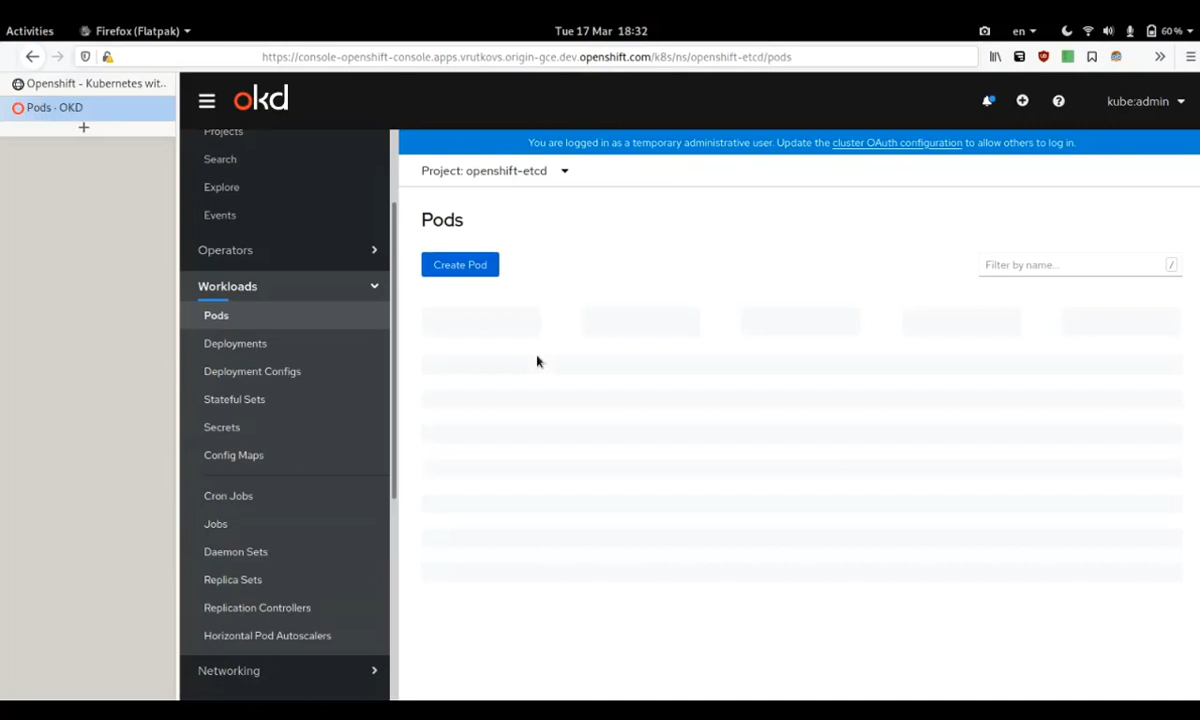 Activities
Firefox (Flatpak)
Tue 17 Mar 18:32
en
60 %
https://console-openshift-console.apps.vrutkovs.origin-gce.dev.openshift.com/k8s/ns/openshift-etcd/pods
Openshift - Kubernetes wit..
Pods · OKD
okd
kube:admin
You are logged in as a temporary administrative user. Update the cluster OAuth configuration to allow others to log in.
Project: openshift-etcd
Pods
Create Pod
Filter by name...
/
Projects
Search
Explore
Events
Operators
Workloads
Pods
Deployments
Deployment Configs
Stateful Sets
Secrets
Config Maps
Cron Jobs
Jobs
Daemon Sets
Replica Sets
Replication Controllers
Horizontal Pod Autoscalers
Networking